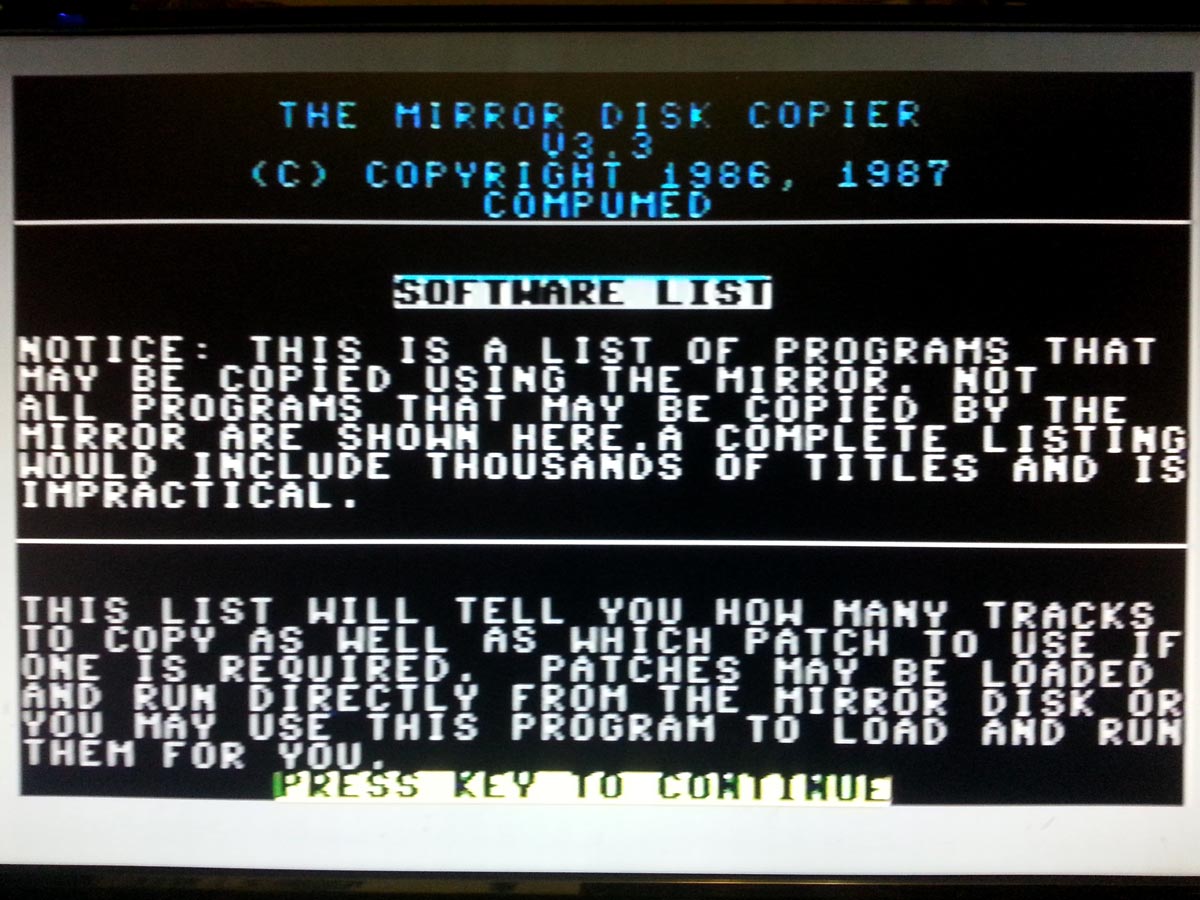 THE MIRROR DISK COPIER
V3.3
(C) COPYRIGHT 1986, 1987
COMPUMED
SOFTWARE LIST
NOTICE: THIS IS A LIST OF PROGRAMS THAT
MAY BE COPIED USING THE MIRROR. NOT
ALL PROGRAMS THAT MAY BE COPIED BY THE
MIRROR ARE SHOWN HERE.A COMPLETE LISTING
WOULD INCLUDE THOUSANDS OF TITLES AND IS
IMPRACTICAL.
THIS LIST WILL TELL YOU HOW MANY TRACKS
TO COPY AS WELL AS WHICH PATCH TO USE IF
ONE IS REQUIRED. PATCHES MAY BE LOADED
AND RUN DIRECTLY FROM THE MIRROR DISK OR
YOU MAY USE THIS PROGRAM TO LOAD AND RUN
THEM FOR YOU.
PRESS KEY TO CONTINUE